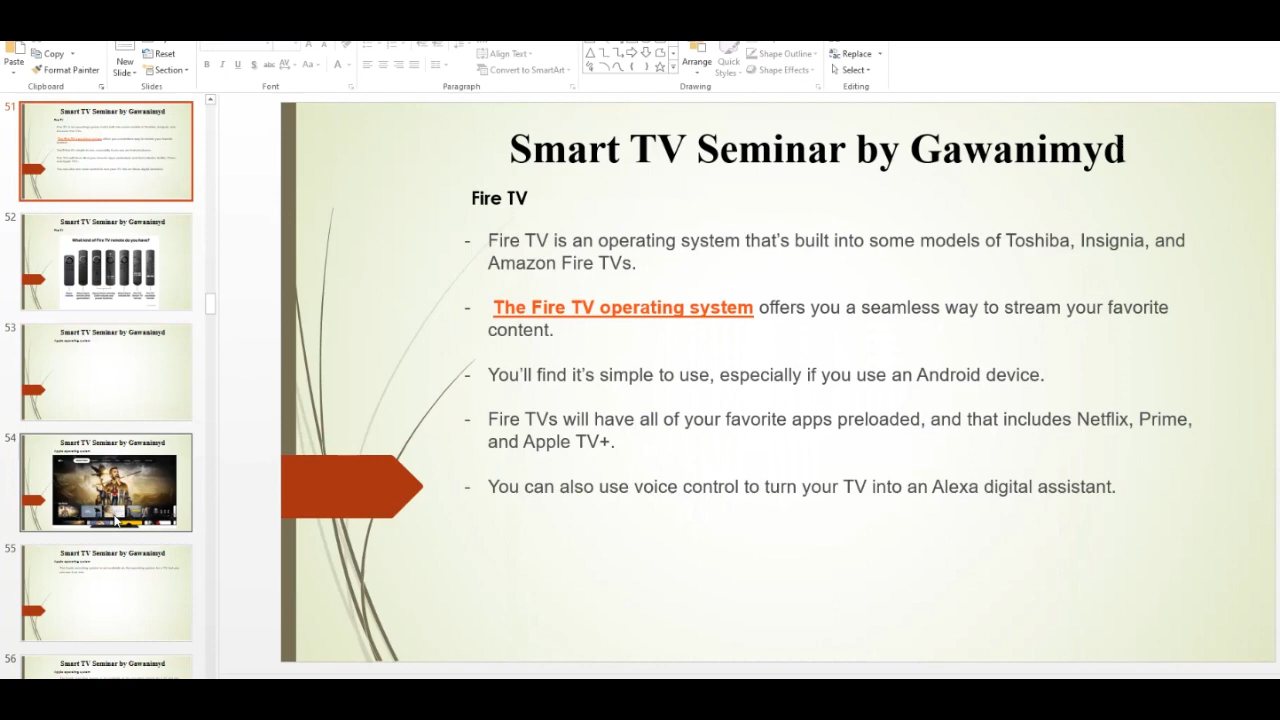 Copy
Reset
Align Text
Shape Outline
Replace
Paste
Format Painter
New
Slide
Section
B I U S abc AV Aa A
Convert to SmartArt
Arrange
Quick
Styles
Shape Effects
Select
Clipboard
Slides
Font
Paragraph
Drawing
Editing
51
Smart TV Seminar by Gawanimyd
52
Smart TV Seminar by Gawanimyd
What kind of Fire TV remote do you have?
53
Smart TV Seminar by Gawanimyd
Apple operating system
54
Smart TV Seminar by Gawanimyd
Apple operating system
55
Smart TV Seminar by Gawanimyd
Apple operating system
56
Smart TV Seminar by Gawanimyd
Apple operating system
Smart TV Seminar by Gawanimyd
Fire TV
- Fire TV is an operating system that’s built into some models of Toshiba, Insignia, and
Amazon Fire TVs.
- The Fire TV operating system offers you a seamless way to stream your favorite
content.
- You’ll find it’s simple to use, especially if you use an Android device.
- Fire TVs will have all of your favorite apps preloaded, and that includes Netflix, Prime,
and Apple TV+.
- You can also use voice control to turn your TV into an Alexa digital assistant.